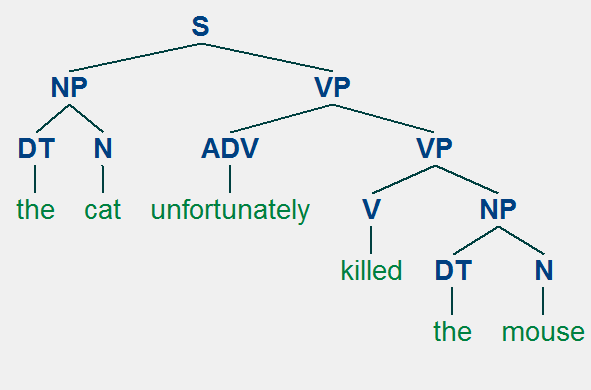 S
NP VP
DT N ADV VP
the cat unfortunately V NP
killed DT N
the mouse